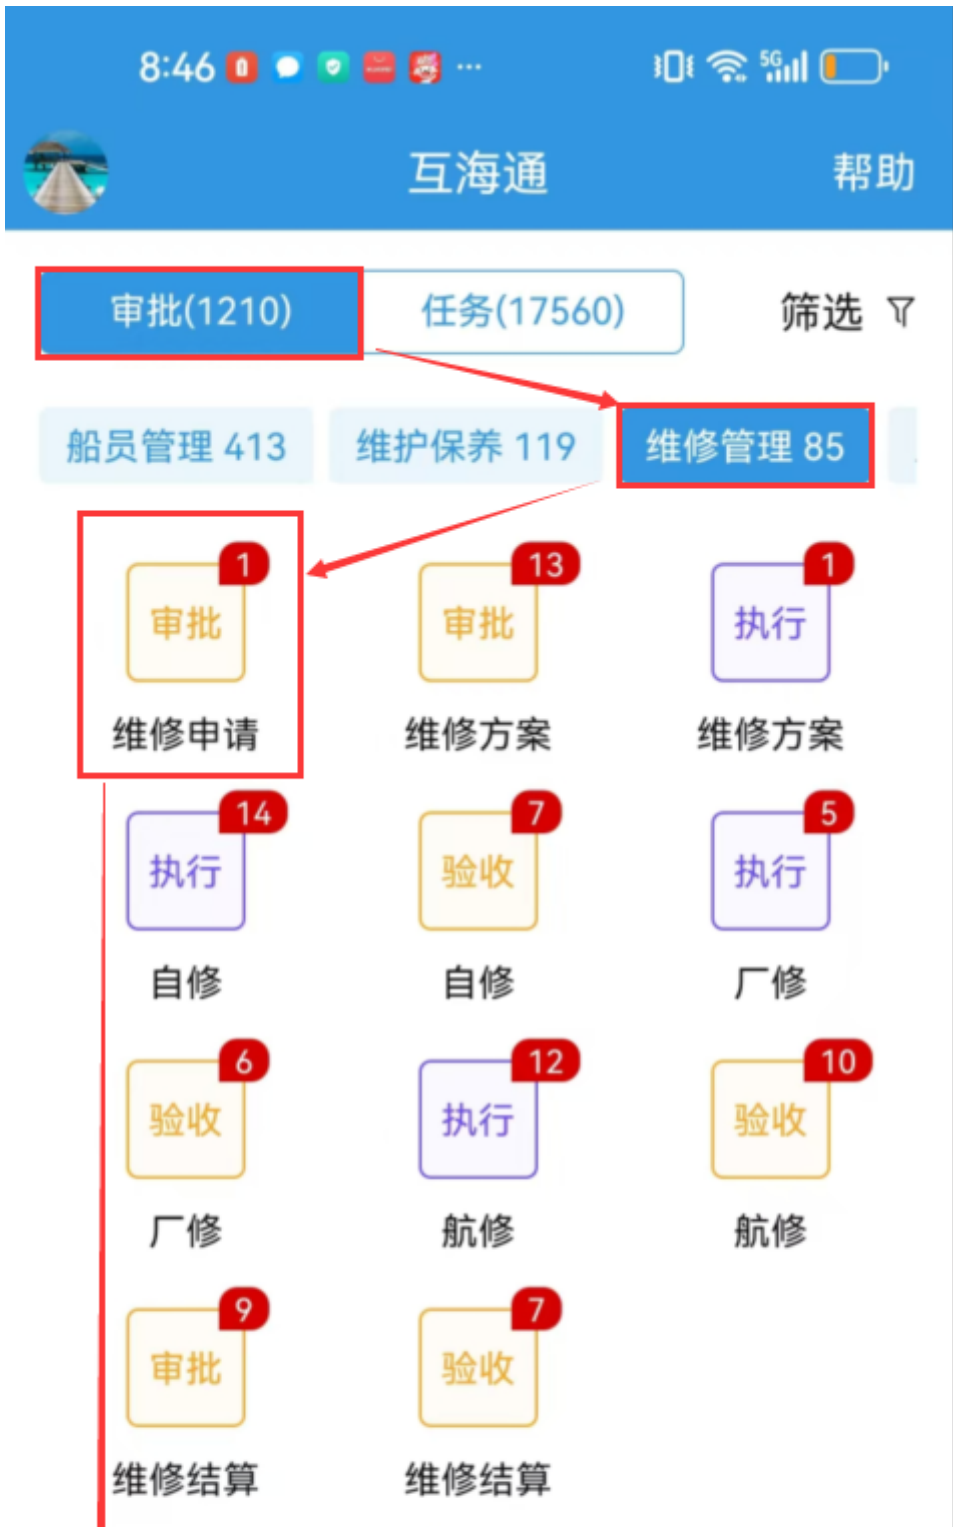 8:46 5G
互海通 帮助
审批(1210) 任务(17560) 筛选
船员管理 413 维护保养 119 维修管理 85
1 13 1
审批 审批 执行
维修申请 维修方案 维修方案
14 7 5
执行 验收 执行
自修 自修 厂修
6 12 10
验收 执行 验收
厂修 航修 航修
9 7
审批 验收
维修结算 维修结算